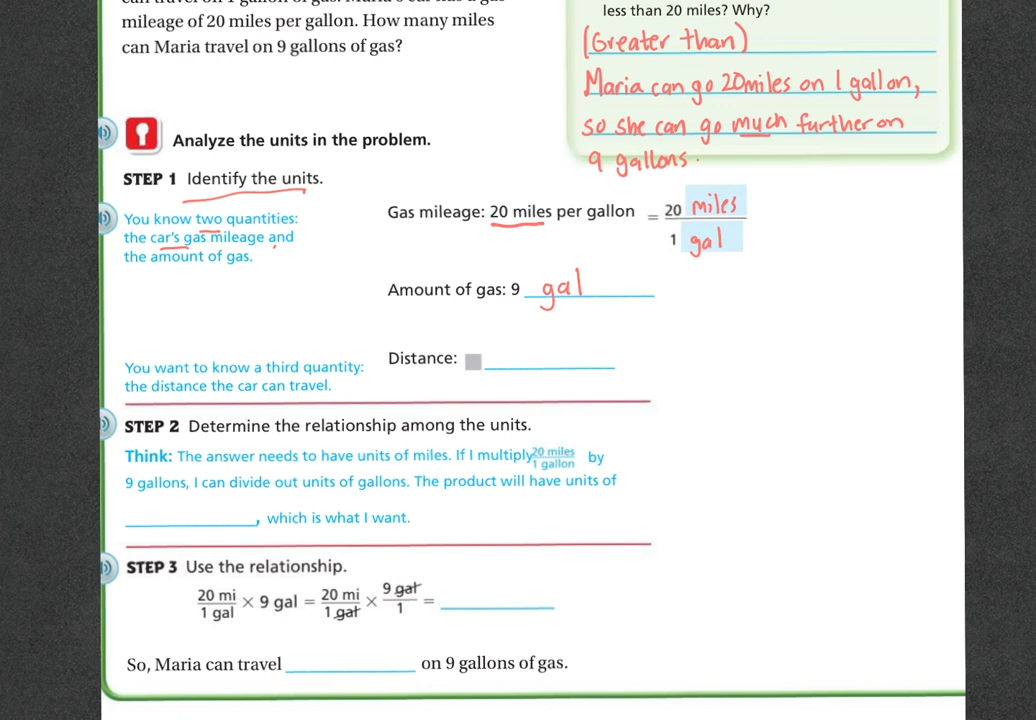 mileage of 20 miles per gallon. How many miles
can Maria travel on 9 gallons of gas?
less than 20 miles? Why?
(Greater than)
Maria can go 20miles on 1 gallon,
so she can go much further on
9 gallons.
Analyze the units in the problem.
STEP 1 Identify the units.
You know two quantities:
the car's gas mileage and
the amount of gas.
Gas mileage: 20 miles per gallon = 20 miles / 1 gal
Amount of gas: 9 gal
You want to know a third quantity:
the distance the car can travel.
Distance: ■ ________
STEP 2 Determine the relationship among the units.
Think: The answer needs to have units of miles. If I multiply 20 miles / 1 gallon by
9 gallons, I can divide out units of gallons. The product will have units of
________, which is what I want.
STEP 3 Use the relationship.
20 mi / 1 gal × 9 gal = 20 mi / 1 gal × 9 gal / 1 = ________
So, Maria can travel ________ on 9 gallons of gas.